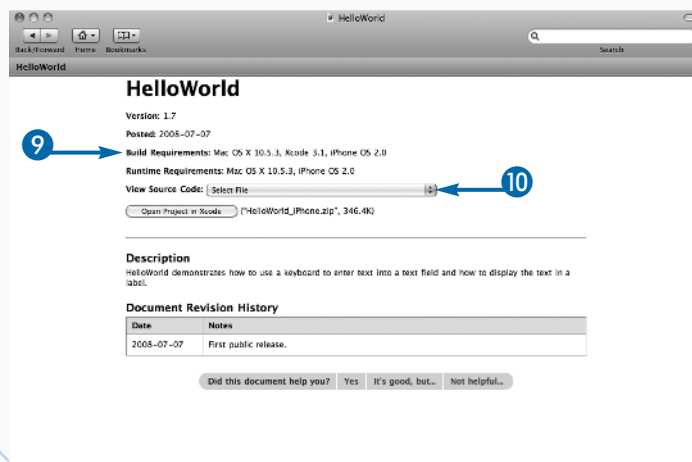 HelloWorld
Back/Forward Home Bookmarks
Search
HelloWorld
HelloWorld
Version: 1.7
Posted: 2008-07-07
9
Build Requirements: Mac OS X 10.5.3, Xcode 3.1, iPhone OS 2.0
Runtime Requirements: Mac OS X 10.5.3, iPhone OS 2.0
View Source Code: Select File
10
Open Project in Xcode ("HelloWorld_iPhone.zip", 346.4K)
Description
HelloWorld demonstrates how to use a keyboard to enter text into a text field and how to display the text in a
label.
Document Revision History
Date Notes
2008-07-07 First public release.
Did this document help you? Yes It's good, but... Not helpful...